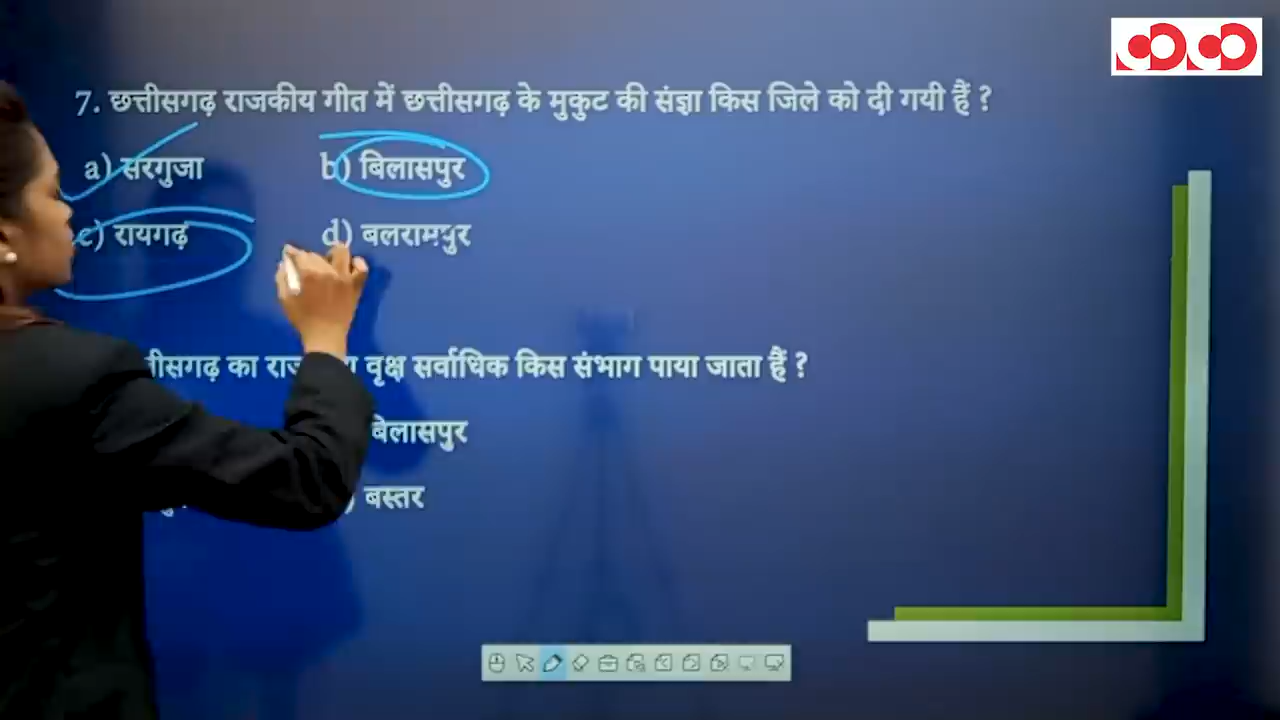 7. छत्तीसगढ़ राजकीय गीत में छत्तीसगढ़ के मुकुट की संज्ञा किस जिले को दी गयी हैं ?
a) सरगुजा b) बिलासपुर
c) रायगढ़ d) बलरामपुर
का वृक्ष सर्वाधिक किस संभाग पाया जाता हैं ?
बिलासपुर
बस्तर